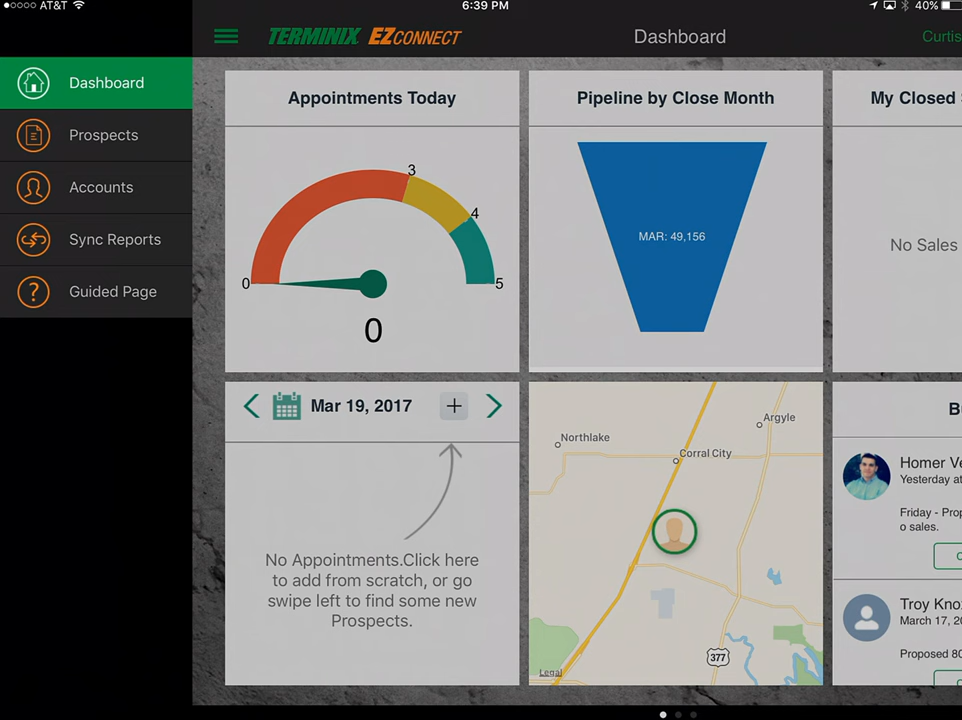 AT&T
6:39 PM
40%
TERMINIX EZCONNECT
Dashboard
Curtis
Dashboard
Prospects
Accounts
Sync Reports
Guided Page
Appointments Today
0
3
4
5
0
Pipeline by Close Month
MAR: 49,156
My Closed
No Sales
Mar 19, 2017
+
No Appointments.Click here
to add from scratch, or go
swipe left to find some new
Prospects.
Northlake
Argyle
Corral City
377
Legal
B
Homer Ve
Yesterday at
Friday - Prop
o sales.
Troy Kno
March 17, 20
Proposed 80